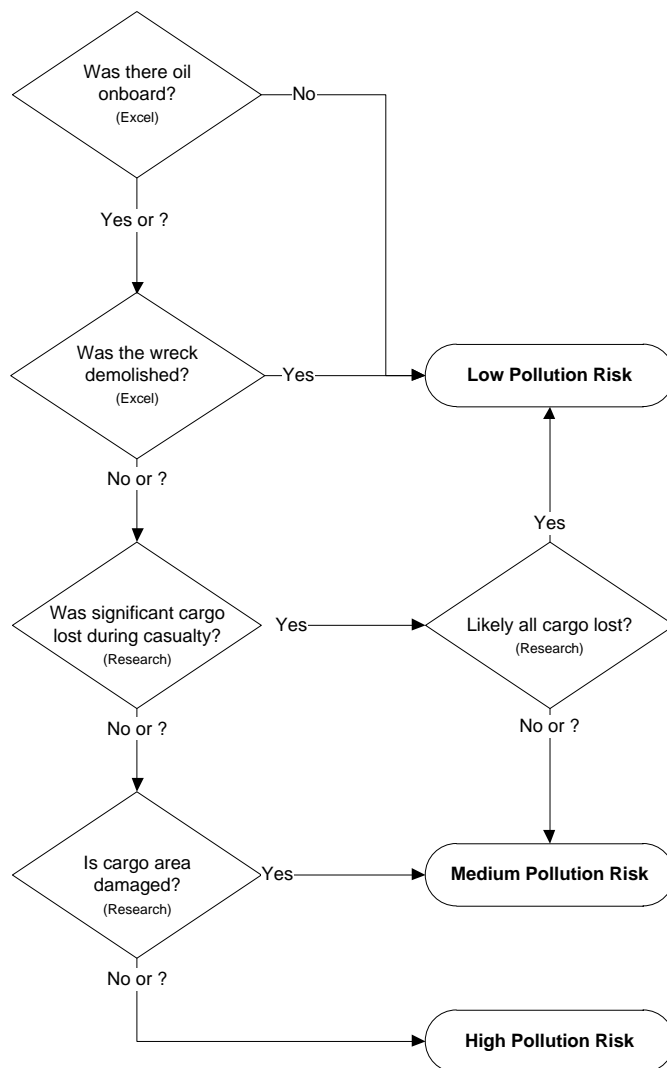 Was there oil
onboard?
(Excel)
No
Yes or ?
Was the wreck
demolished?
(Excel)
Yes
Low Pollution Risk
No or ?
Yes
Was significant cargo
lost during casualty?
(Research)
Yes
Likely all cargo lost?
(Research)
No or ?
No or ?
Is cargo area
damaged?
(Research)
Yes
Medium Pollution Risk
No or ?
High Pollution Risk